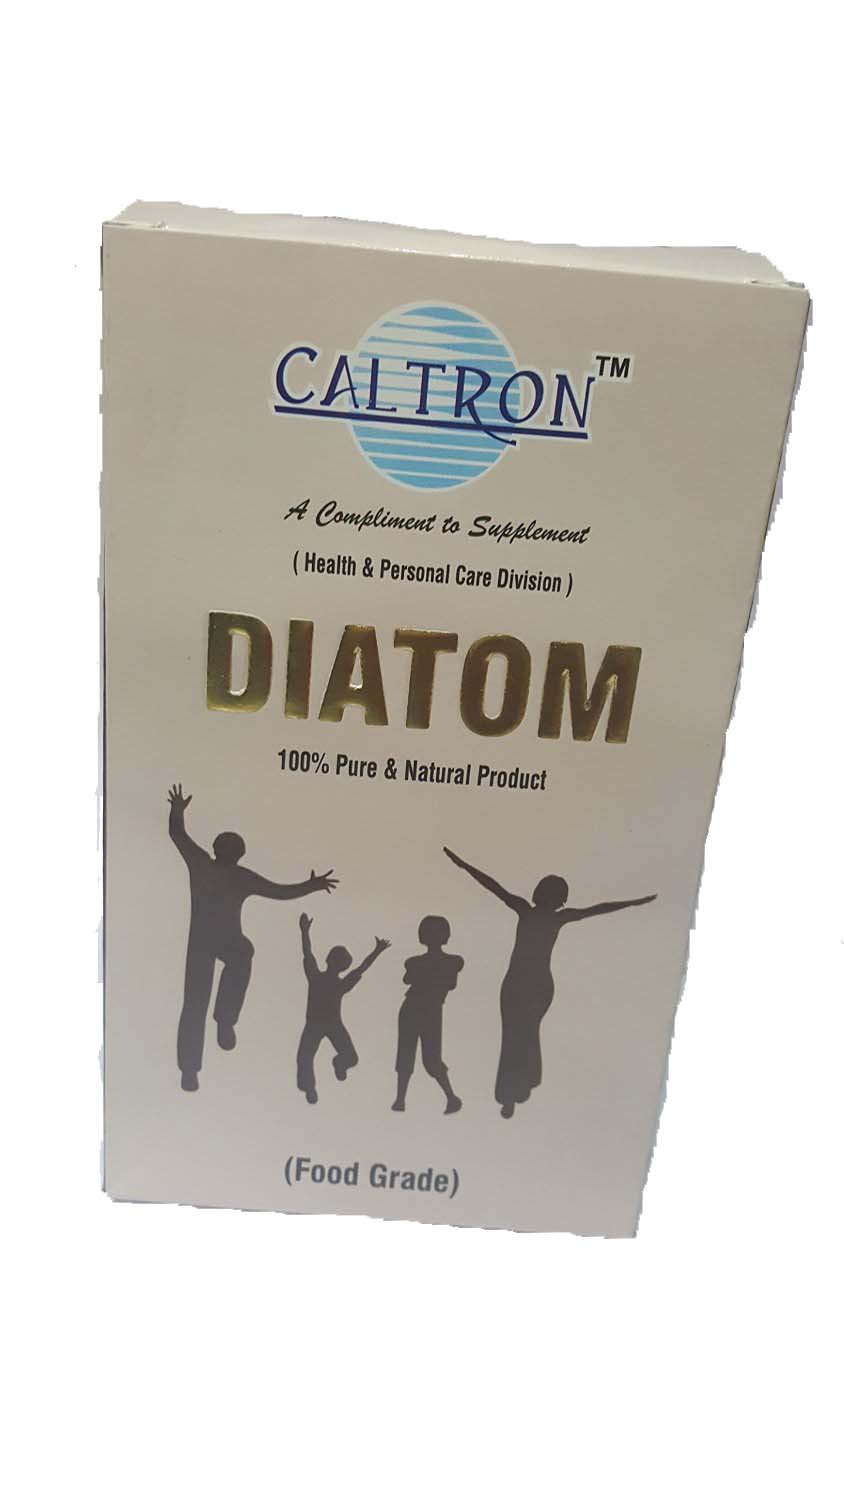 CALTRON™
A Compliment to Supplement
( Health & Personal Care Division )
DIATOM
100% Pure & Natural Product
(Food Grade)